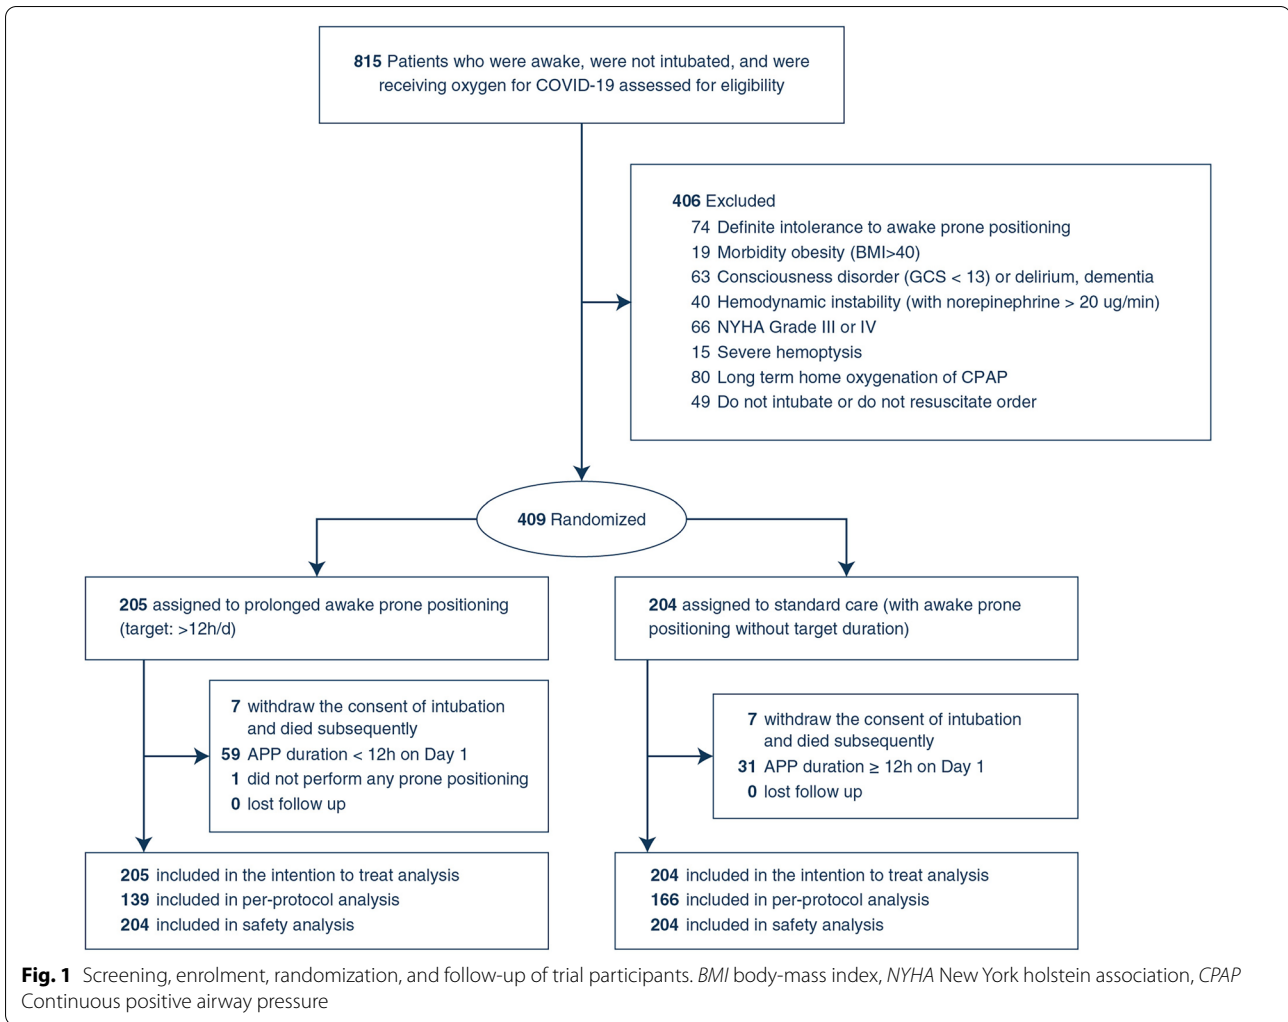 815 Patients who were awake, were not intubated, and were
receiving oxygen for COVID-19 assessed for eligibility
406 Excluded
74 Definite intolerance to awake prone positioning
19 Morbidity obesity (BMI>40)
63 Consciousness disorder (GCS < 13) or delirium, dementia
40 Hemodynamic instability (with norepinephrine > 20 ug/min)
66 NYHA Grade III or IV
15 Severe hemoptysis
80 Long term home oxygenation of CPAP
49 Do not intubate or do not resuscitate order
409 Randomized
205 assigned to prolonged awake prone positioning
(target: >12h/d)
204 assigned to standard care (with awake prone
positioning without target duration)
7 withdraw the consent of intubation
and died subsequently
59 APP duration < 12h on Day 1
1 did not perform any prone positioning
0 lost follow up
7 withdraw the consent of intubation
and died subsequently
31 APP duration ≥ 12h on Day 1
0 lost follow up
205 included in the intention to treat analysis
139 included in per-protocol analysis
204 included in safety analysis
204 included in the intention to treat analysis
166 included in per-protocol analysis
204 included in safety analysis
Fig. 1 Screening, enrolment, randomization, and follow-up of trial participants. BMI body-mass index, NYHA New York holstein association, CPAP
Continuous positive airway pressure